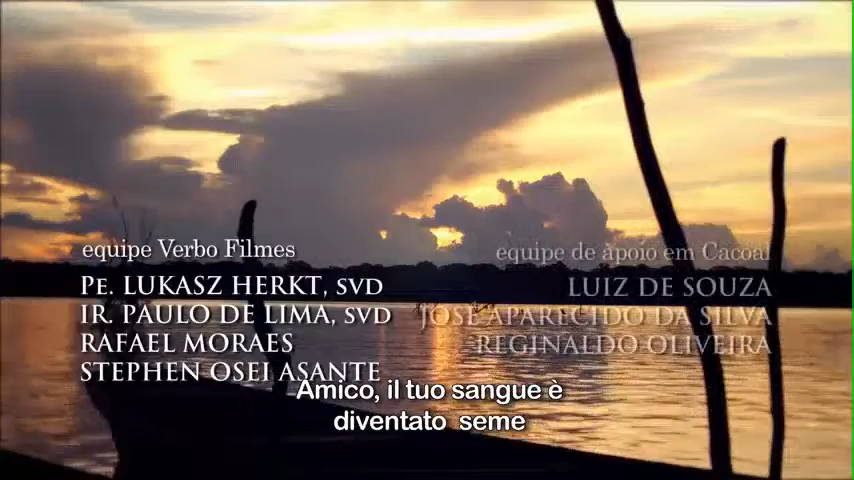 equipe Verbo Filmes
PE. LUKASZ HERKT, SVD
IR. PAULO DE LIMA, SVD
RAFAEL MORAES
STEPHEN OSEI ASANTE
equipe de apoio em Cacoal
LUIZ DE SOUZA
JOSÉ APARECIDO DA SILVA
REGINALDO OLIVEIRA
Amico, il tuo sangue è
diventato seme